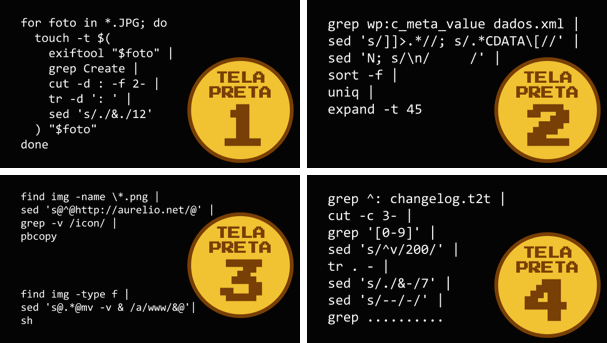 for foto in *.JPG; do
touch -t $(
exiftool "$foto" |
grep Create |
cut -d : -f 2- |
tr -d ': ' |
sed 's/./&./12'
) "$foto"
done
TELA
PRETA
1
grep wp:c_meta_value dados.xml |
sed 's/]]>.*//; s/.*CDATA\[//' |
sed 'N; s/\n/     /' |
sort -f |
uniq |
expand -t 45
TELA
PRETA
2
find img -name \*.png |
sed 's@^@http://aurelio.net/@' |
grep -v /icon/ |
pbcopy
find img -type f |
sed 's@.*@mv -v & /a/www/&@'|
sh
TELA
PRETA
3
grep ^: changelog.t2t |
cut -c 3- |
grep '[0-9]' |
sed 's/^v/200/' |
tr . - |
sed 's/./&-/7' |
sed 's/--/-/' |
grep ..........
TELA
PRETA
4